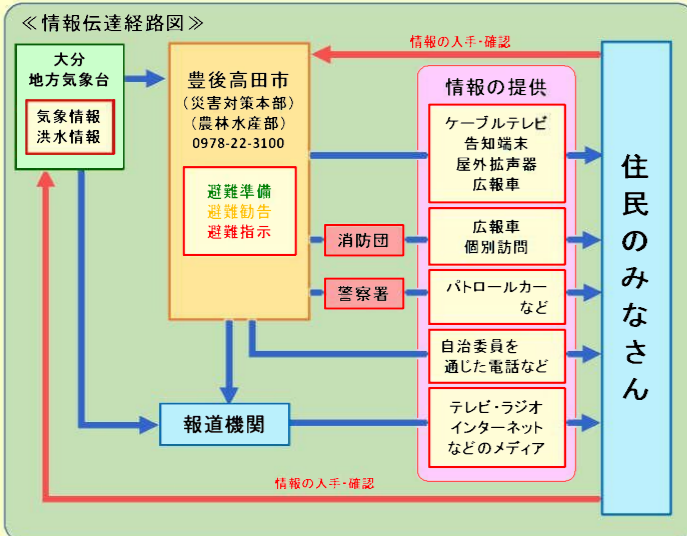 ≪情報伝達経路図≫
情報の入手・確認
大分
地方気象台
気象情報
洪水情報
豊後高田市
(災害対策本部)
(農林水産部)
0978-22-3100
避難準備
避難勧告
避難指示
情報の提供
ケーブルテレビ
告知端末
屋外拡声器
広報車
消防団
広報車
個別訪問
警察署
パトロールカー
など
自治委員を
通じた電話など
報道機関
テレビ・ラジオ
インターネット
などのメディア
住民のみなさん
情報の入手・確認